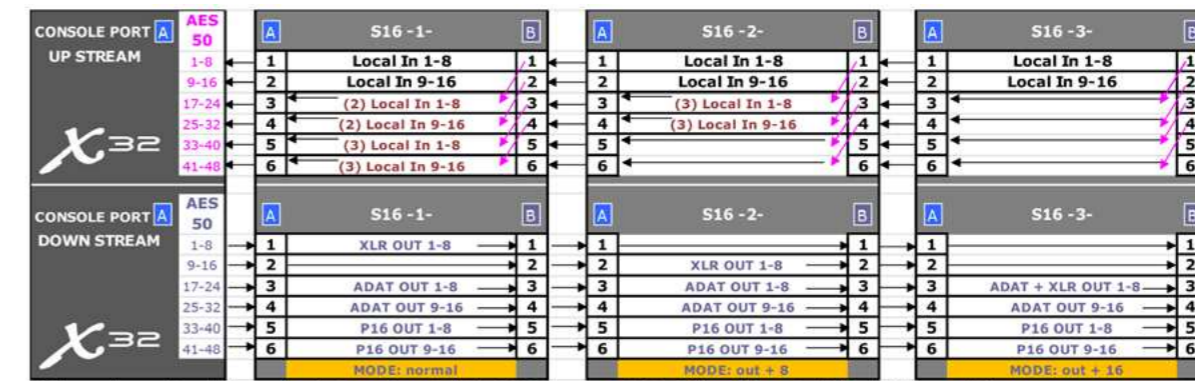 CONSOLE PORT A AES 50 A S16 -1- B A S16 -2- B A S16 -3- B
UP STREAM 1-8 1 Local In 1-8 1 1 Local In 1-8 1 1 Local In 1-8 1
9-16 2 Local In 9-16 2 2 Local In 9-16 2 2 Local In 9-16 2
17-24 3 (2) Local In 1-8 3 3 (3) Local In 1-8 3 3 3
X32 25-32 4 (2) Local In 9-16 4 4 (3) Local In 9-16 4 4 4
33-40 5 (3) Local In 1-8 5 5 5 5 5
41-48 6 (3) Local In 9-16 6 6 6 6 6
CONSOLE PORT A AES 50 A S16 -1- B A S16 -2- B A S16 -3- B
DOWN STREAM 1-8 1 XLR OUT 1-8 1 1 1 1 1
9-16 2 2 2 XLR OUT 1-8 2 2 2
17-24 3 ADAT OUT 1-8 3 3 ADAT OUT 1-8 3 3 ADAT + XLR OUT 1-8 3
X32 25-32 4 ADAT OUT 9-16 4 4 ADAT OUT 9-16 4 4 ADAT OUT 9-16 4
33-40 5 P16 OUT 1-8 5 5 P16 OUT 1-8 5 5 P16 OUT 1-8 5
41-48 6 P16 OUT 9-16 6 6 P16 OUT 9-16 6 6 P16 OUT 9-16 6
MODE: normal MODE: out + 8 MODE: out + 16